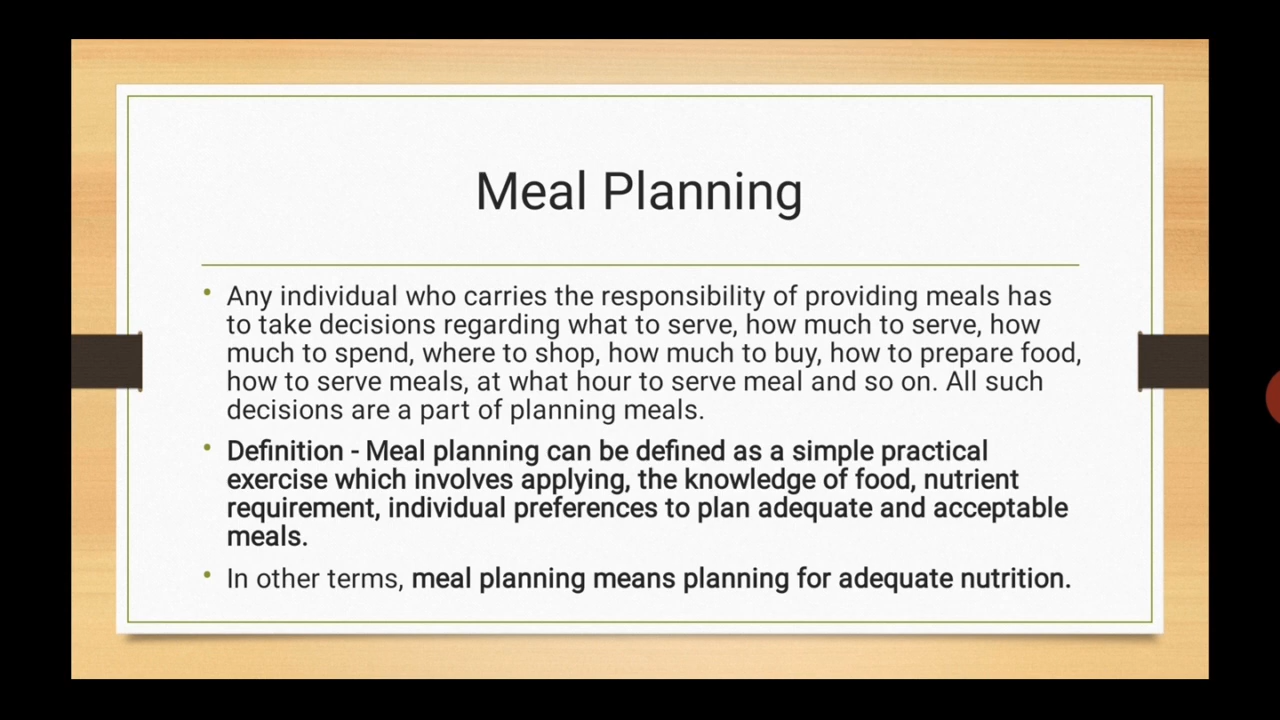 Meal Planning
• Any individual who carries the responsibility of providing meals has
to take decisions regarding what to serve, how much to serve, how
much to spend, where to shop, how much to buy, how to prepare food,
how to serve meals, at what hour to serve meal and so on. All such
decisions are a part of planning meals.
• Definition - Meal planning can be defined as a simple practical
exercise which involves applying, the knowledge of food, nutrient
requirement, individual preferences to plan adequate and acceptable
meals.
• In other terms, meal planning means planning for adequate nutrition.